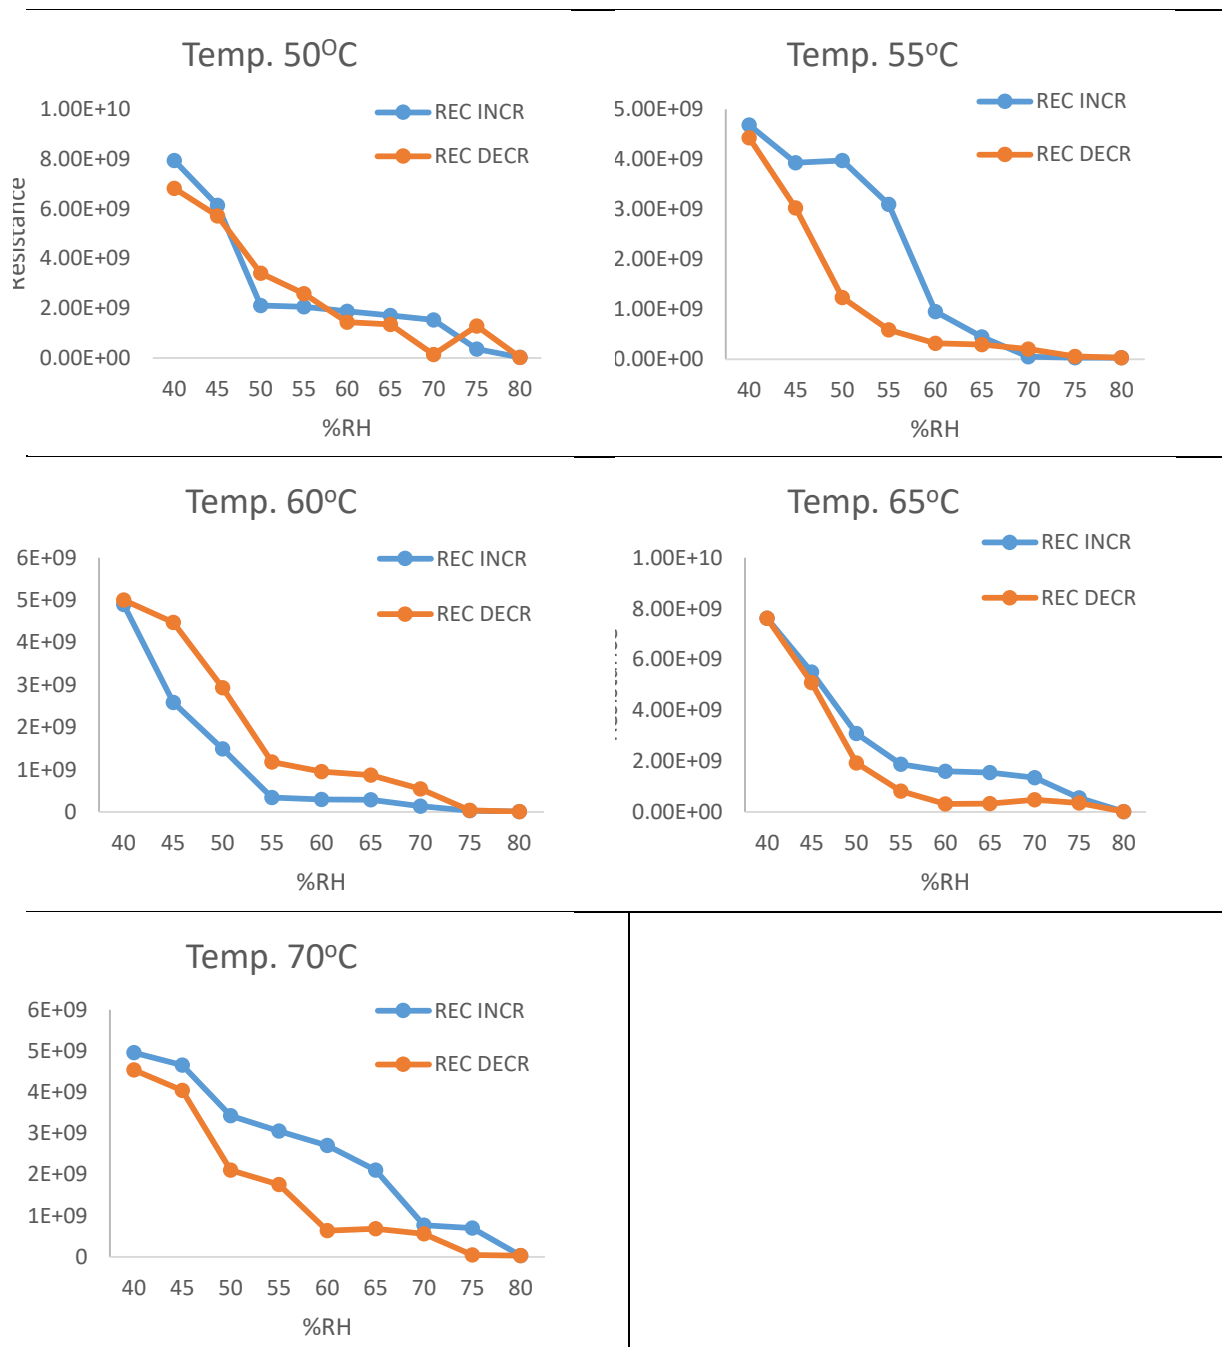 Temp. 50⁰C
1.00E+10
8.00E+09
6.00E+09
4.00E+09
2.00E+09
0.00E+00
Resistance
REC INCR
REC DECR
40 45 50 55 60 65 70 75 80
%RH
Temp. 55ᵒC
5.00E+09
4.00E+09
3.00E+09
2.00E+09
1.00E+09
0.00E+00
REC INCR
REC DECR
40 45 50 55 60 65 70 75 80
%RH
Temp. 60ᵒC
6E+09
5E+09
4E+09
3E+09
2E+09
1E+09
0
REC INCR
REC DECR
40 45 50 55 60 65 70 75 80
%RH
Temp. 65ᵒC
1.00E+10
8.00E+09
6.00E+09
4.00E+09
2.00E+09
0.00E+00
REC INCR
REC DECR
40 45 50 55 60 65 70 75 80
%RH
Temp. 70ᵒC
6E+09
5E+09
4E+09
3E+09
2E+09
1E+09
0
REC INCR
REC DECR
40 45 50 55 60 65 70 75 80
%RH